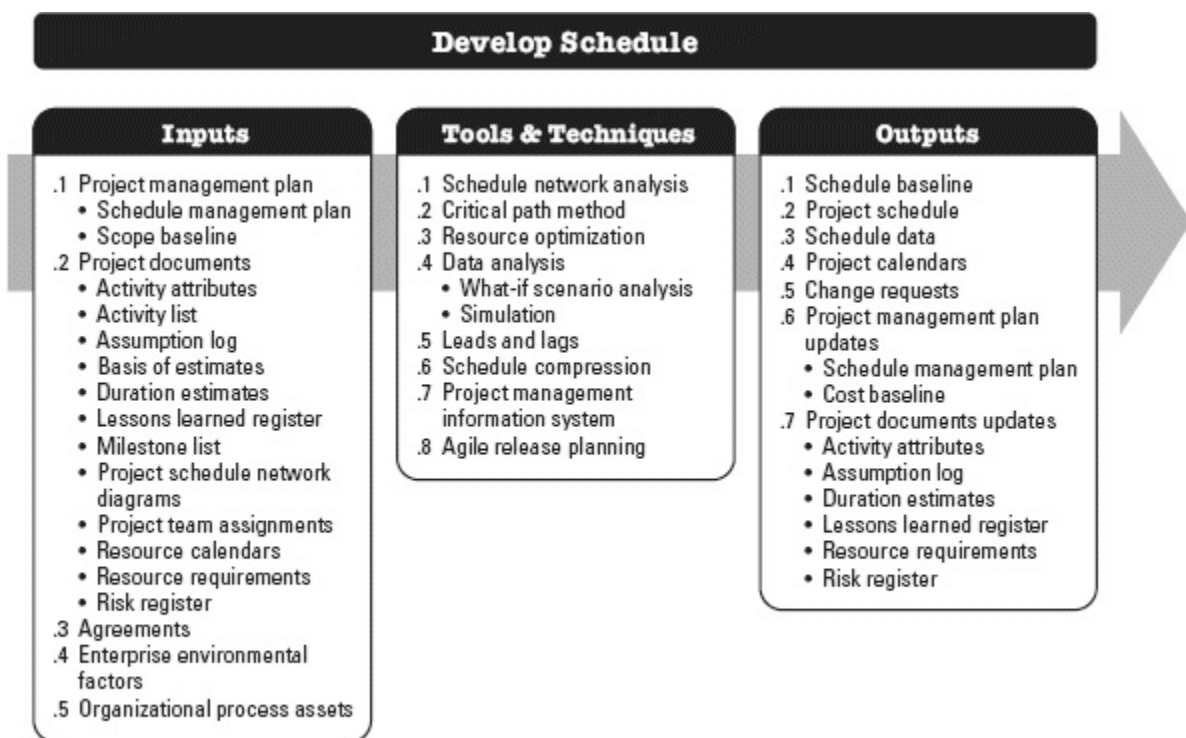 Develop Schedule
Inputs
.1 Project management plan
• Schedule management plan
• Scope baseline
.2 Project documents
• Activity attributes
• Activity list
• Assumption log
• Basis of estimates
• Duration estimates
• Lessons learned register
• Milestone list
• Project schedule network
diagrams
• Project team assignments
• Resource calendars
• Resource requirements
• Risk register
.3 Agreements
.4 Enterprise environmental
factors
.5 Organizational process assets
Tools & Techniques
.1 Schedule network analysis
.2 Critical path method
.3 Resource optimization
.4 Data analysis
• What-if scenario analysis
• Simulation
.5 Leads and lags
.6 Schedule compression
.7 Project management
information system
.8 Agile release planning
Outputs
.1 Schedule baseline
.2 Project schedule
.3 Schedule data
.4 Project calendars
.5 Change requests
.6 Project management plan
updates
• Schedule management plan
• Cost baseline
.7 Project documents updates
• Activity attributes
• Assumption log
• Duration estimates
• Lessons learned register
• Resource requirements
• Risk register